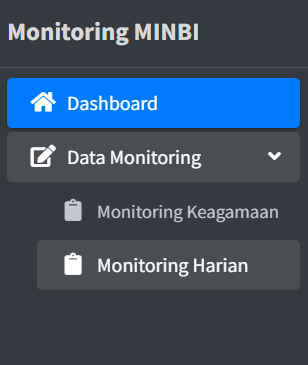 Monitoring MINBI
Dashboard
Data Monitoring
Monitoring Keagamaan
Monitoring Harian